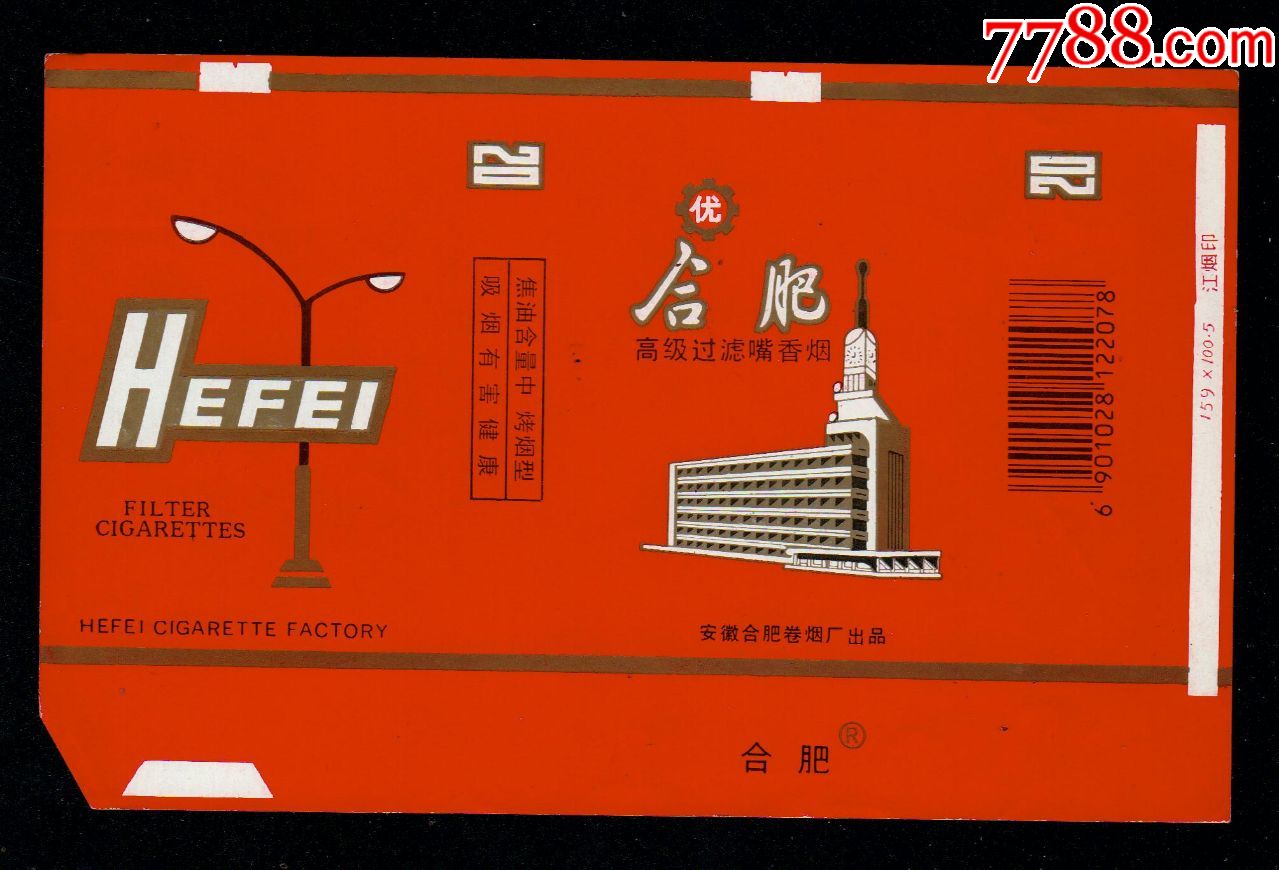 7788.com
HEFEI
FILTER
CIGARETTES
HEFEI CIGARETTE FACTORY
20
焦油含量中 烤烟型
吸烟有害健康
优
合肥
高级过滤嘴香烟
安徽合肥卷烟厂出品
合肥®
20
6 901028 122078
159×100·5 江烟印